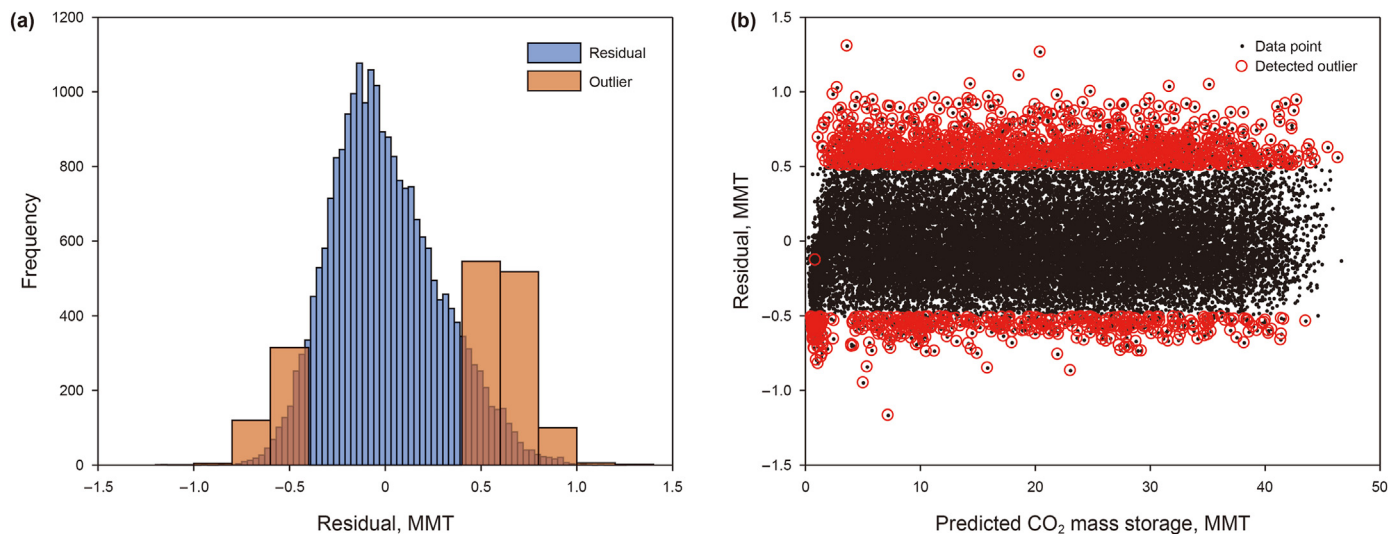 (a)
1200
1000
800
600
400
200
0
Frequency
Residual
Outlier
–1.5
–1.0
–0.5
0
0.5
1.0
1.5
Residual, MMT
(b)
1.5
1.0
0.5
0
–0.5
–1.0
–1.5
Residual, MMT
Data point
Detected outlier
0
10
20
30
40
50
Predicted CO₂ mass storage, MMT